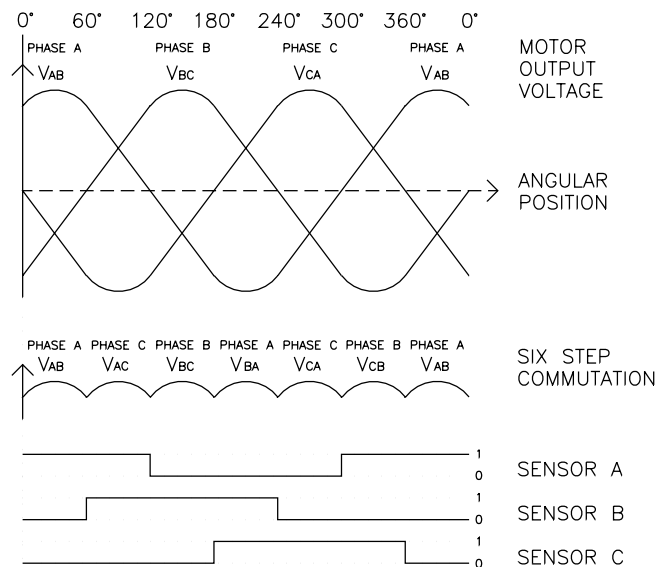 0° 60° 120° 180° 240° 300° 360° 0°
PHASE A PHASE B PHASE C PHASE A
VAB VBC VCA VAB
MOTOR
OUTPUT
VOLTAGE
ANGULAR
POSITION
PHASE A PHASE C PHASE B PHASE A PHASE C PHASE B PHASE A
VAB VAC VBC VBA VCA VCB VAB
SIX STEP
COMMUTATION
1
0
SENSOR A
1
0
SENSOR B
1
0
SENSOR C